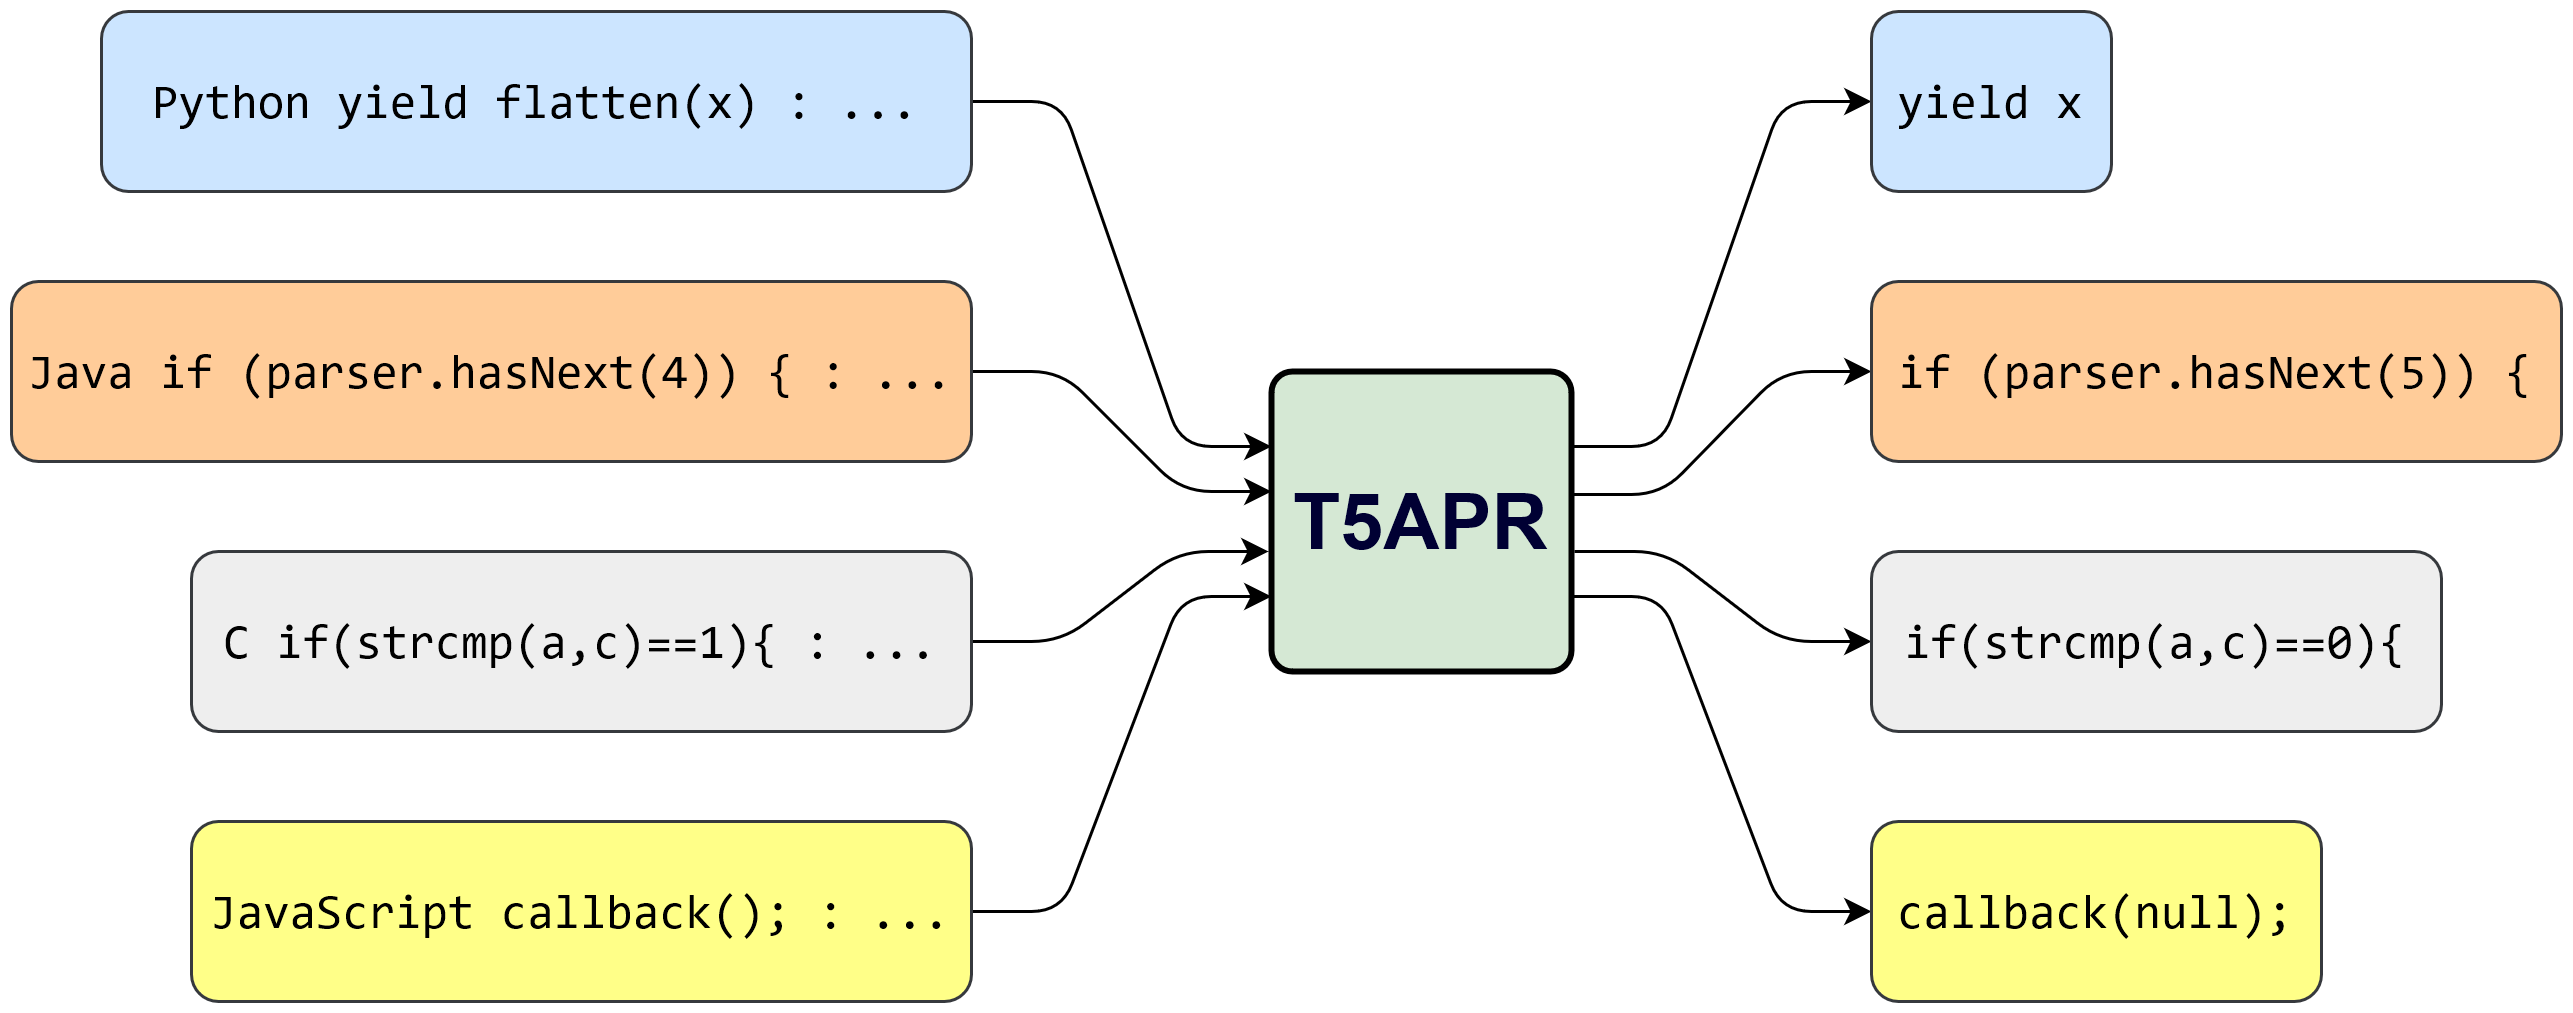 Python yield flatten(x) : ...
Java if (parser.hasNext(4)) { : ...
C if(strcmp(a,c)==1){ : ...
JavaScript callback(); : ...
T5APR
yield x
if (parser.hasNext(5)) {
if(strcmp(a,c)==0){
callback(null);